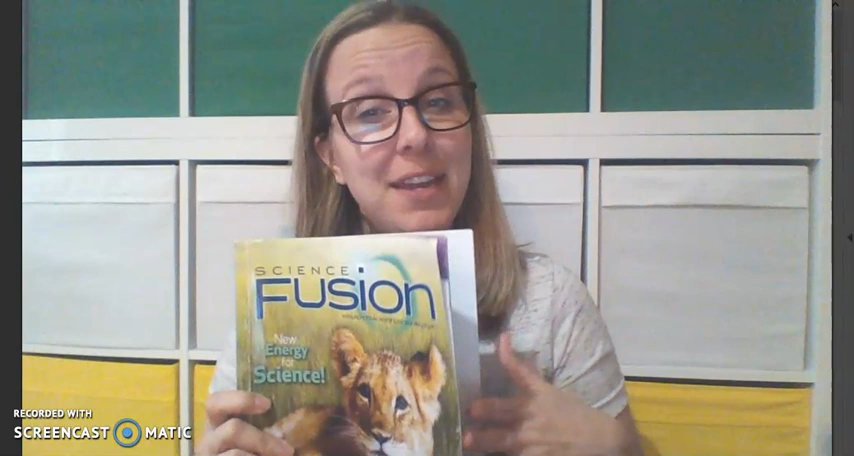 SCIENCE
FUSION
New
Energy
for
Science!
RECORDED WITH
SCREENCAST MATIC